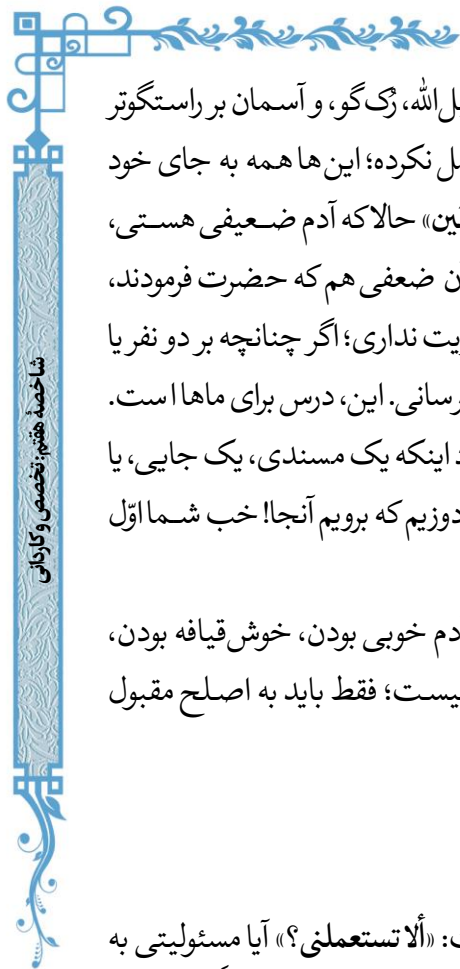 ل‌الله، رُک‌گو، و آسمان بر راستگوتر
مل نکرده؛ این‌ها همه به جای خود
نین» حالا که آدم ضعیفی هستی،
ن ضعفی هم که حضرت فرمودند،
یت نداری؛ اگر چنانچه بر دو نفر یا
رسانی. این، درس برای ماها است.
د اینکه یک مسندی، یک جایی، یا
دوزیم که برویم آنجا! خب شما اوّل
دم خوبی بودن، خوش‌قیافه بودن،
یست؛ فقط باید به اصلح مقبول
ت: «ألا تستعملنی؟» آیا مسئولیتی به
شاخصهٔ هفتم: تخصص و کاردانی